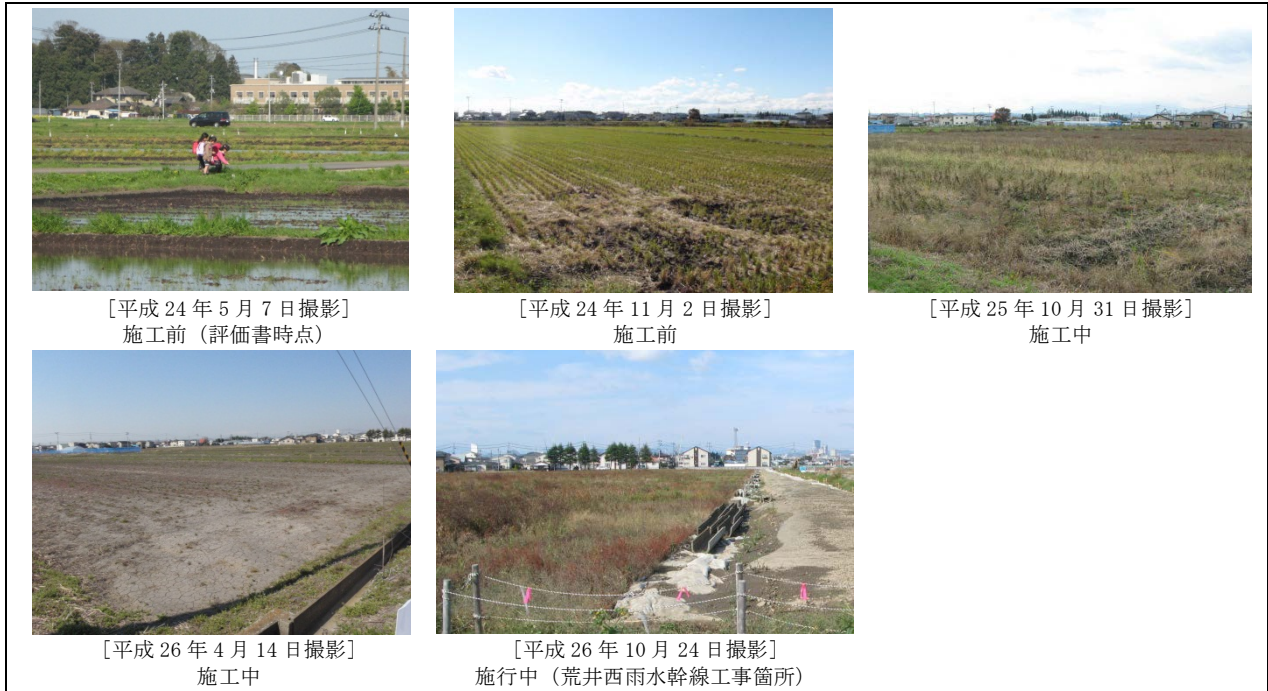 [平成 24 年 5 月 7 日撮影]
施工前（評価書時点）
[平成 24 年 11 月 2 日撮影]
施工前
[平成 25 年 10 月 31 日撮影]
施工中
[平成 26 年 4 月 14 日撮影]
施工中
[平成 26 年 10 月 24 日撮影]
施行中（荒井西雨水幹線工事箇所）